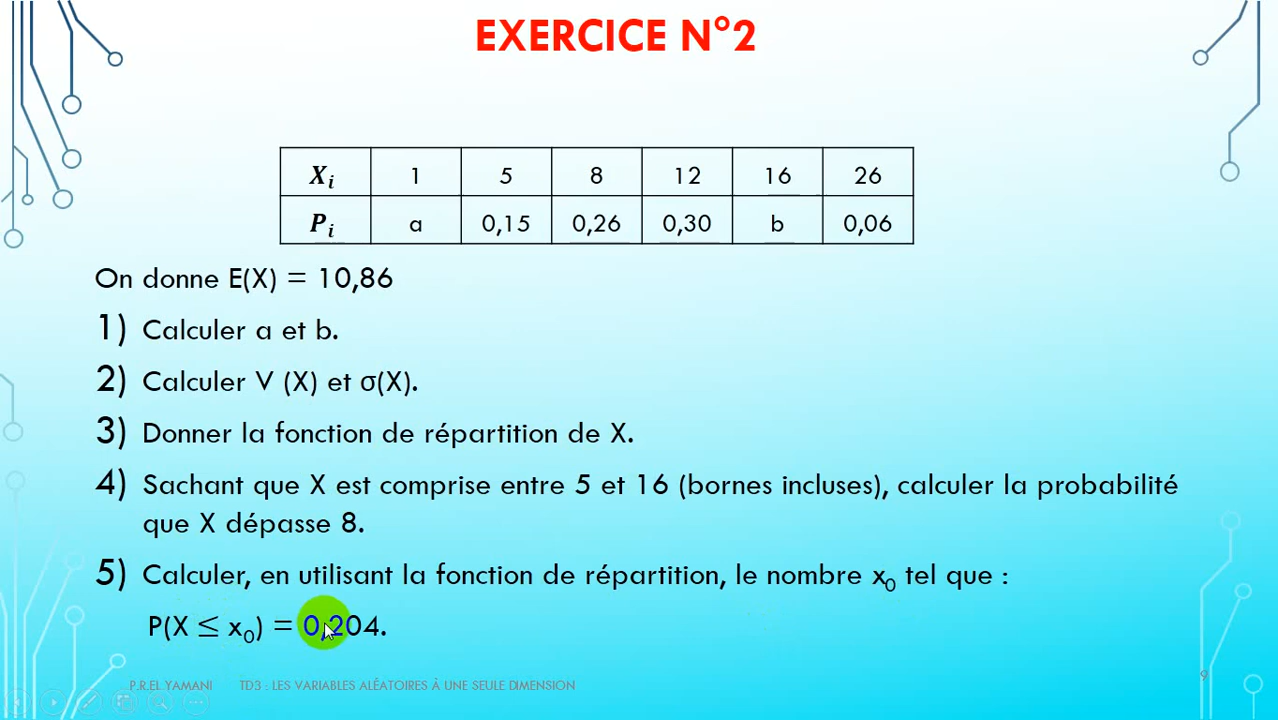 EXERCICE N°2
Xi 1 5 8 12 16 26
Pi a 0,15 0,26 0,30 b 0,06
On donne E(X) = 10,86
1) Calculer a et b.
2) Calculer V (X) et σ(X).
3) Donner la fonction de répartition de X.
4) Sachant que X est comprise entre 5 et 16 (bornes incluses), calculer la probabilité
que X dépasse 8.
5) Calculer, en utilisant la fonction de répartition, le nombre x0 tel que :
P(X ≤ x0) = 0,204.
P.R.EL YAMANI TD3 : LES VARIABLES ALÉATOIRES À UNE SEULE DIMENSION 9